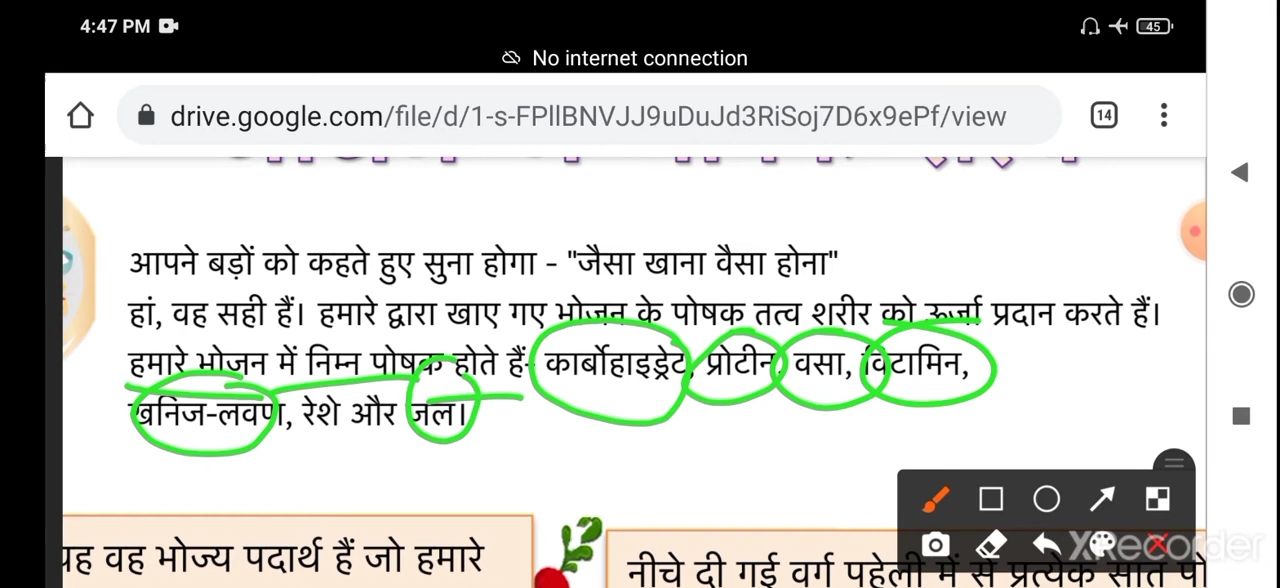 4:47 PM
45
No internet connection
drive.google.com/file/d/1-s-FPllBNVJJ9uDuJd3RiSoj7D6x9ePf/view
14
आपने बड़ों को कहते हुए सुना होगा - "जैसा खाना वैसा होना"
हां, वह सही हैं। हमारे द्वारा खाए गए भोजन के पोषक तत्व शरीर को ऊर्जा प्रदान करते हैं।
हमारे भोजन में निम्न पोषक होते हैं- कार्बोहाइड्रेट, प्रोटीन, वसा, विटामिन,
खनिज-लवण, रेशे और जल।
यह वह भोज्य पदार्थ हैं जो हमारे
नीचे दी गई वर्ग पहेली में से प्रत्येक सात
XRecorder